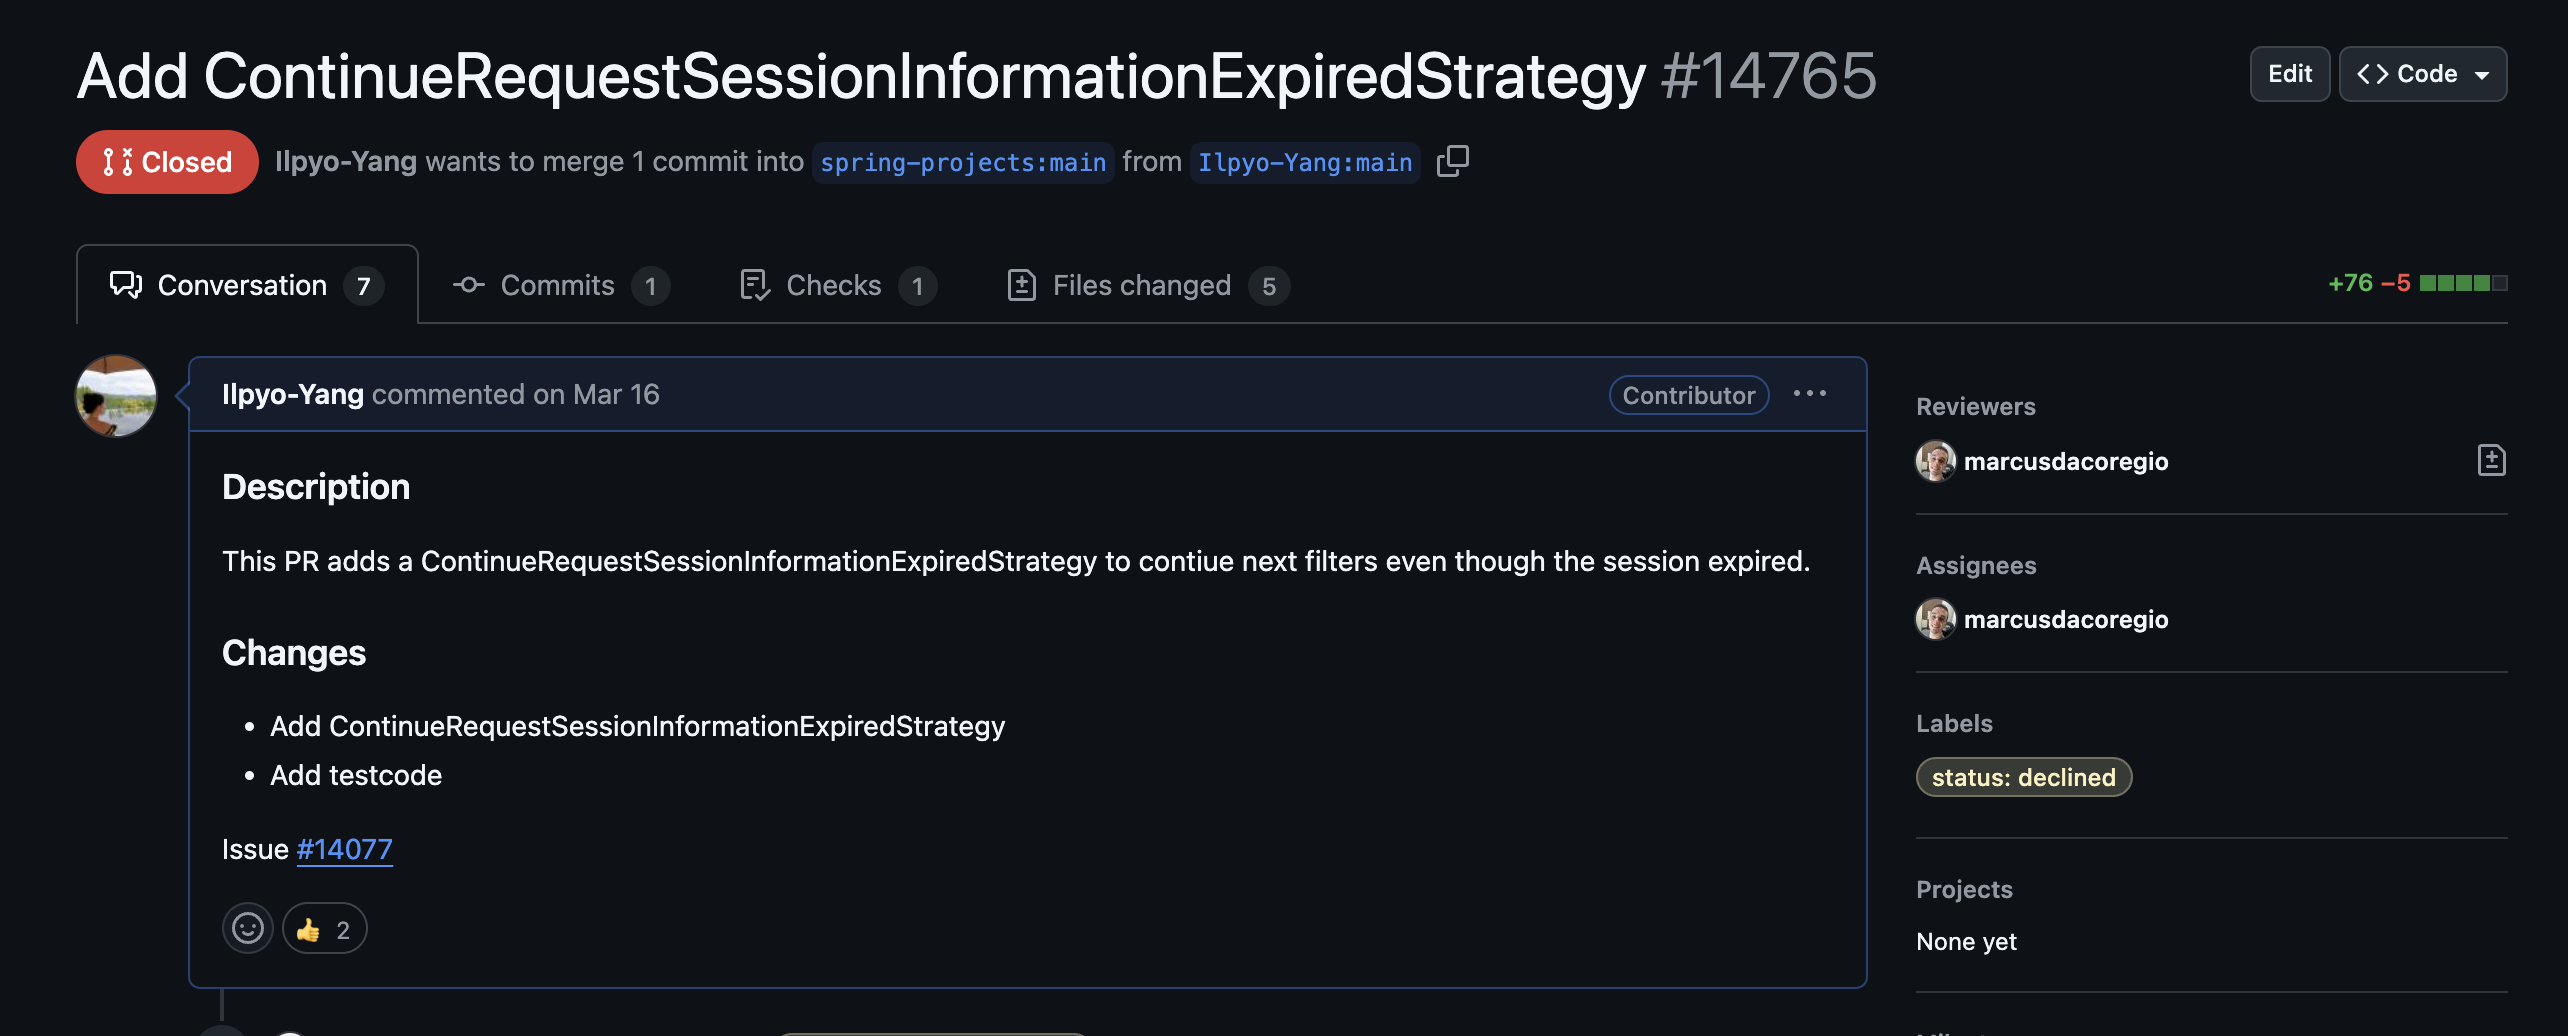 Add ContinueRequestSessionInformationExpiredStrategy #14765
Edit
Code
Closed
Ilpyo-Yang wants to merge 1 commit into spring-projects:main from Ilpyo-Yang:main
Conversation 7
Commits 1
Checks 1
Files changed 5
+76 −5
Ilpyo-Yang commented on Mar 16
Contributor
Description
This PR adds a ContinueRequestSessionInformationExpiredStrategy to contiue next filters even though the session expired.
Changes
• Add ContinueRequestSessionInformationExpiredStrategy
• Add testcode
Issue #14077
👍 2
Reviewers
marcusdacoregio
Assignees
marcusdacoregio
Labels
status: declined
Projects
None yet